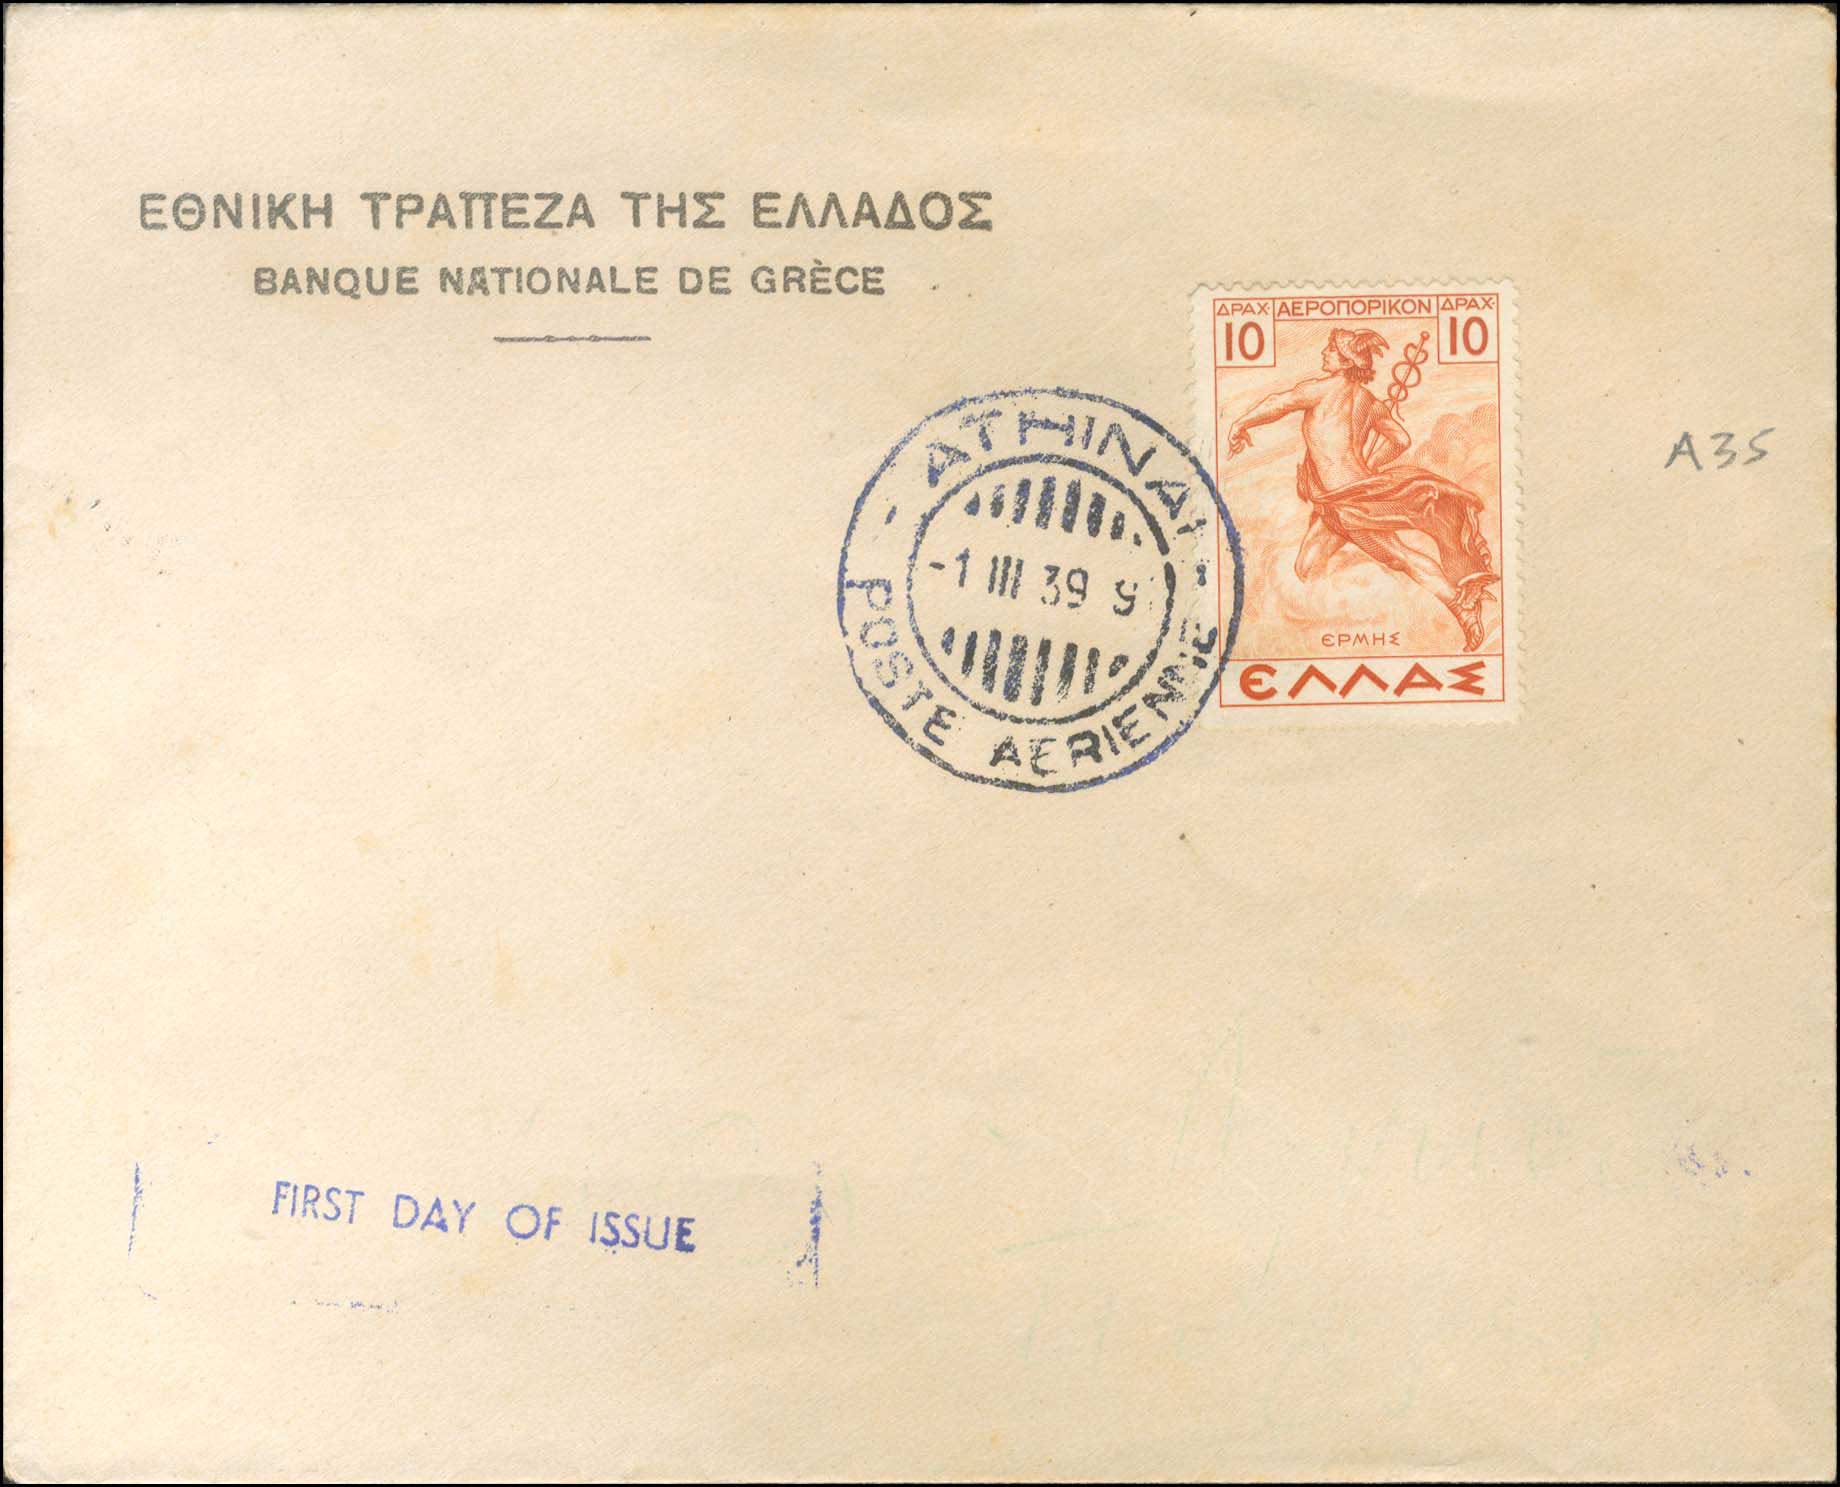 ΕΘΝΙΚΗ ΤΡΑΠΕΖΑ ΤΗΣ ΕΛΛΑΔΟΣ
BANQUE NATIONALE DE GRÈCE
ΔΡΑΧ. ΑΕΡΟΠΟΡΙΚΟΝ ΔΡΑΧ.
10 10
ΕΡΜΗΣ
ΕΛΛΑΣ
A35
- ATHINAI -
-1 III 39 9
POSTE AERIENNE
FIRST DAY OF ISSUE